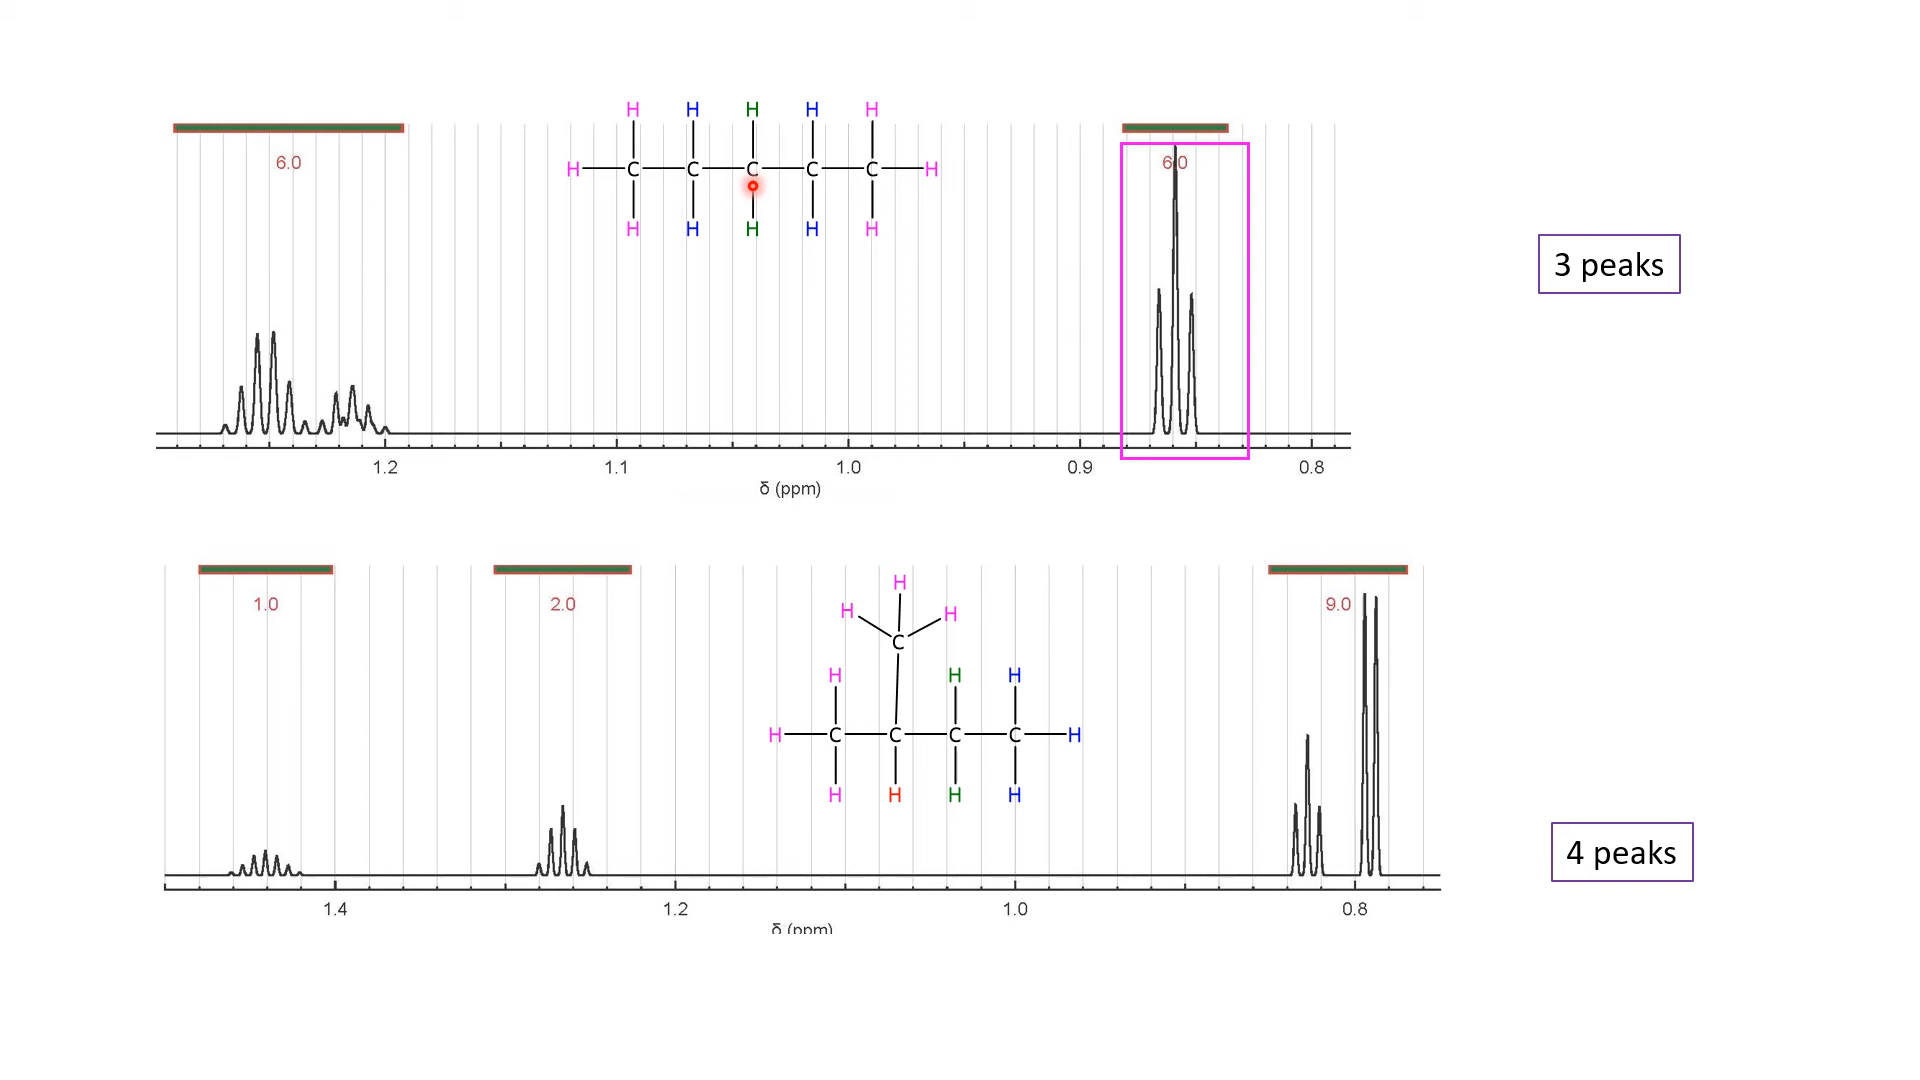 H H H H H
6.0
6.0
H C C C C C H
H H H H H
3 peaks
1.2 1.1 1.0 0.9 0.8
δ (ppm)
H
1.0 2.0 9.0
H H
C
H H H
H C C C C H
H H H H
4 peaks
1.4 1.2 1.0 0.8
δ (ppm)